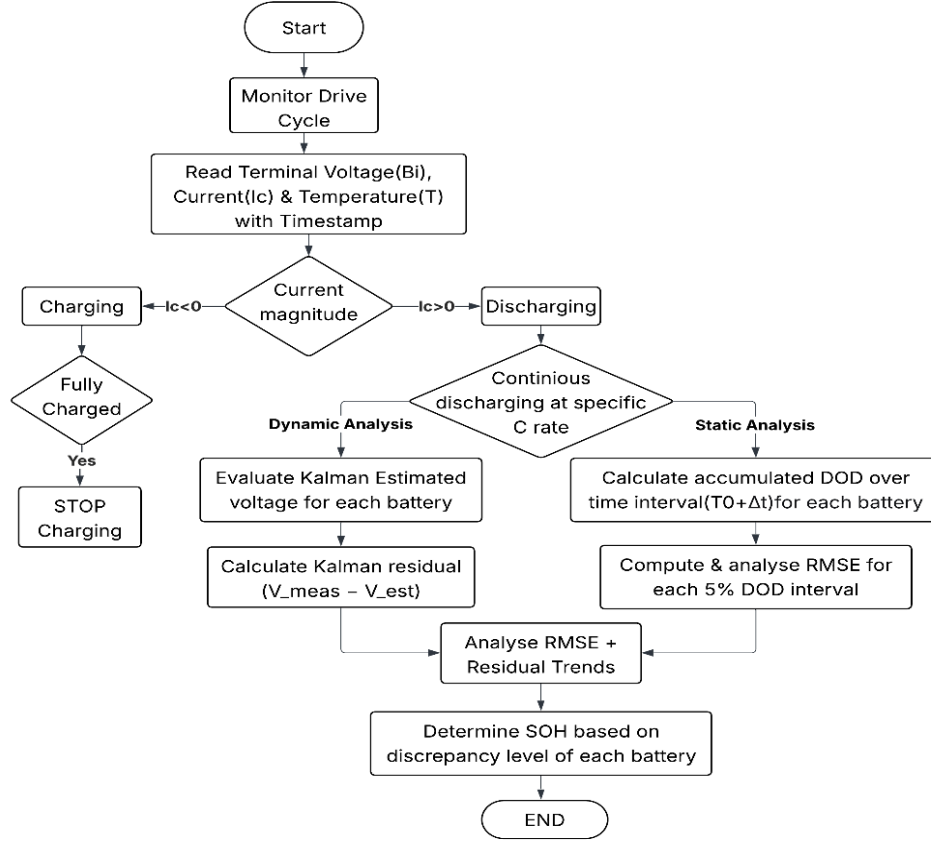 Start
Monitor Drive
Cycle
Read Terminal Voltage(Bi),
Current(Ic) & Temperature(T)
with Timestamp
Current
magnitude
Ic<0
Ic>0
Charging
Discharging
Fully
Charged
Yes
STOP
Charging
Continious
discharging at specific
C rate
Dynamic Analysis
Static Analysis
Evaluate Kalman Estimated
voltage for each battery
Calculate accumulated DOD over
time interval(T0+Δt)for each battery
Calculate Kalman residual
(V_meas – V_est)
Compute & analyse RMSE for
each 5% DOD interval
Analyse RMSE +
Residual Trends
Determine SOH based on
discrepancy level of each battery
END